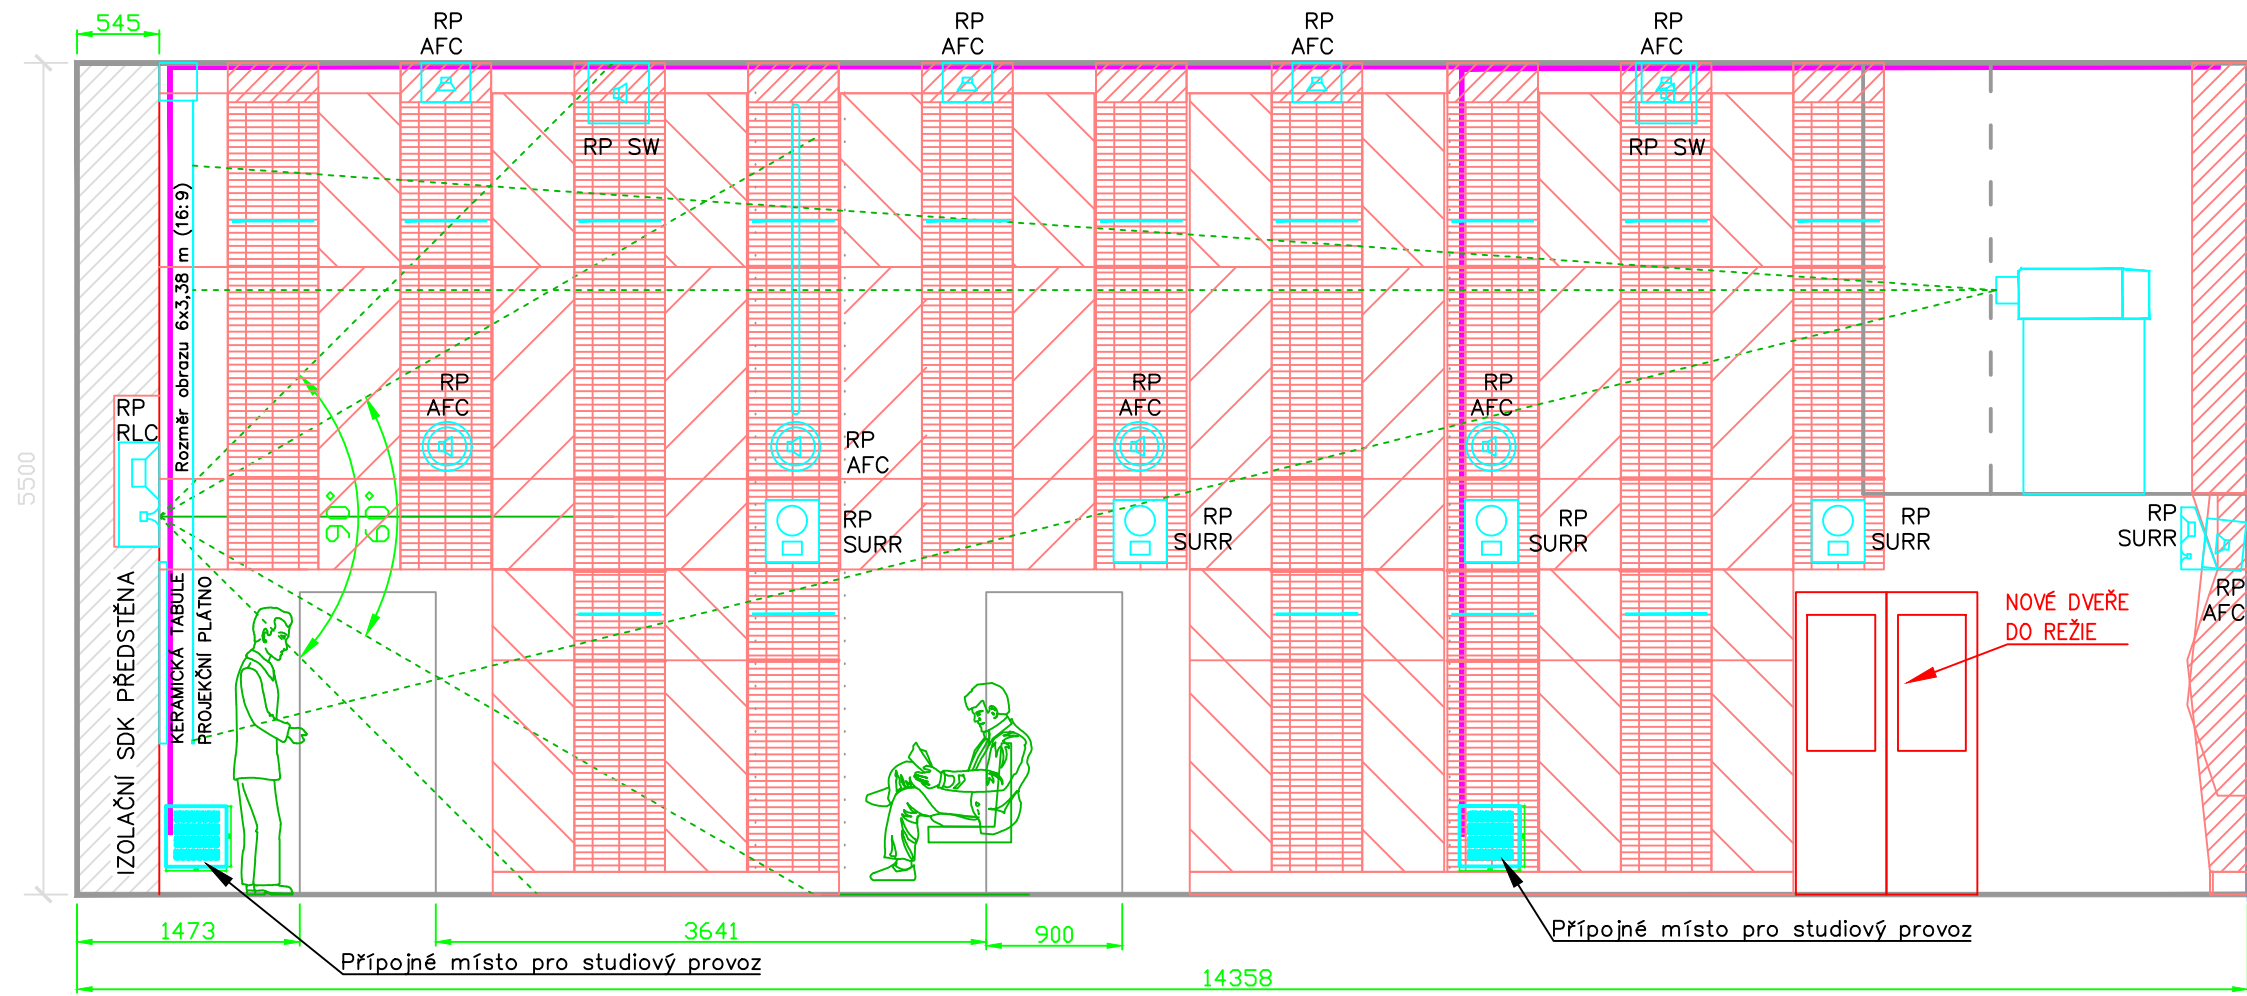 545
RP
AFC
RP
AFC
RP
AFC
RP
AFC
RP SW
RP SW
Rozměr obrazu 6x3,38 m (16:9)
5500
RP
RLC
RP
AFC
RP
AFC
RP
AFC
RP
AFC
90°
60°
RP
SURR
RP
SURR
RP
SURR
RP
SURR
RP
SURR
RP
AFC
IZOLAČNÍ SDK PŘEDSTĚNA
KERAMICKÁ TABULE
PROJEKČNÍ PLÁTNO
NOVÉ DVEŘE
DO REŽIE
1473
3641
900
Přípojné místo pro studiový provoz
Přípojné místo pro studiový provoz
14358